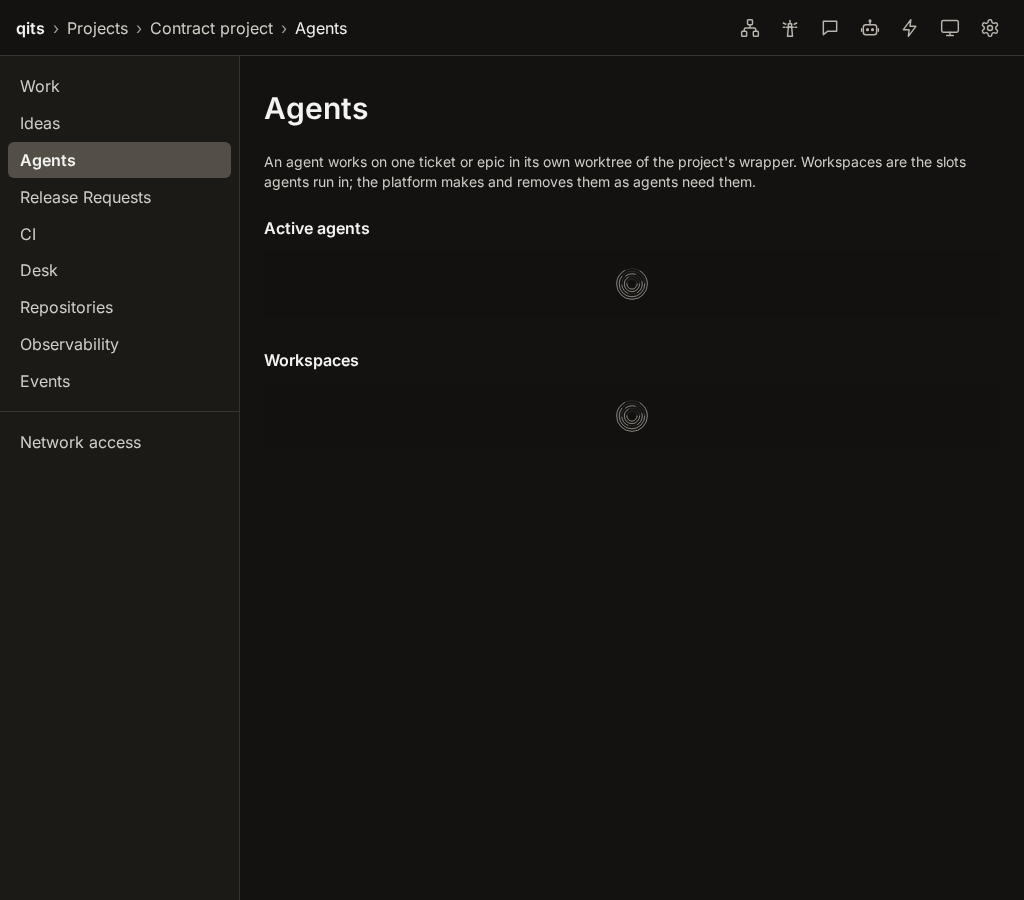 qits › Projects › Contract project › Agents
Work
Ideas
Agents
Release Requests
CI
Desk
Repositories
Observability
Events
Network access
Agents
An agent works on one ticket or epic in its own worktree of the project's wrapper. Workspaces are the slots
agents run in; the platform makes and removes them as agents need them.
Active agents
Workspaces